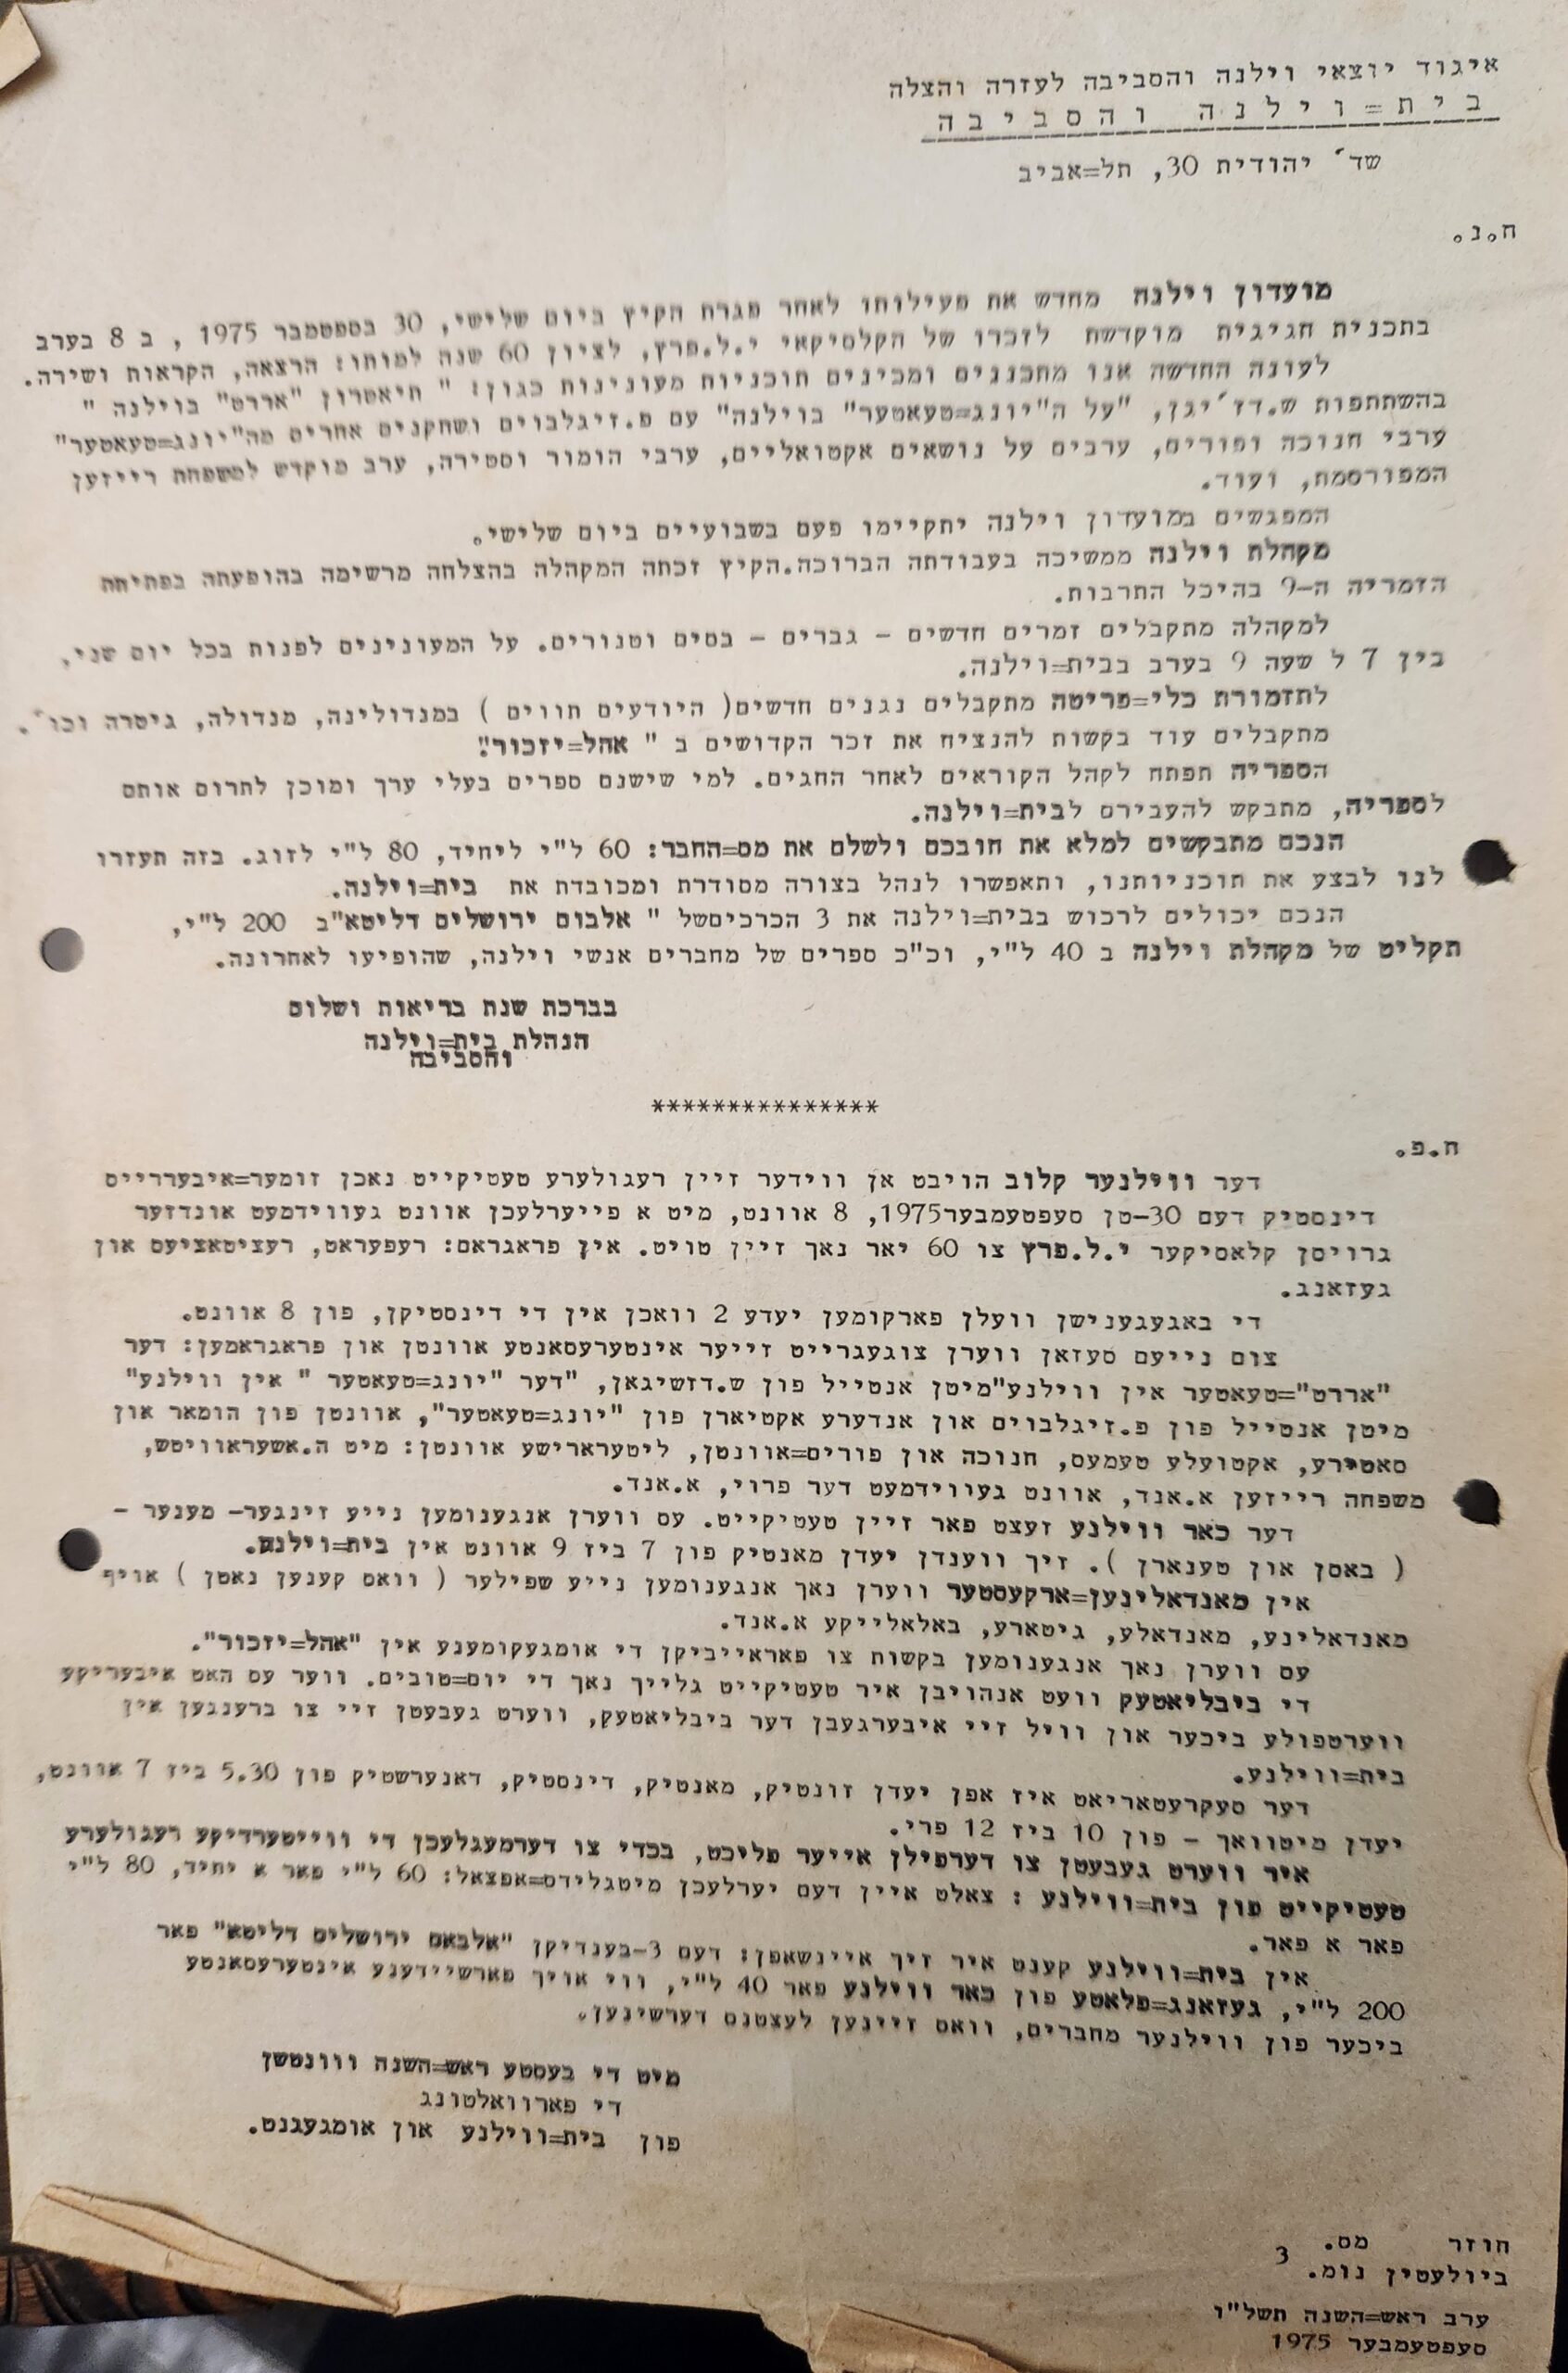 איגוד יוצאי וילנה והסביבה לעזרה והצלה
בית=וילנה והסביבה
שד׳ יהודית 30, תל=אביב
ח.נ.
מועדון וילנה מחדש את פעילותו לאחר פגרת הקיץ ביום שלישי, 30 בספטמבר 1975 , ב 8 בערב
בתכנית חגיגית מוקדשת לזכרו של הקלסיקאי י.ל.פרץ, לציון 60 שנה למותו: הרצאה, הקראות ושירה.
לעונה החדשה אנו מתכננים ומכינים תוכניות מעונינות כגון: " תיאטרון "אררט" בוילנה "
בהשתתפות ש.דז׳יגן, "על ה"יונג=טעאטער" בוילנה" עם פ.זיגלבוים ושחקנים אחרים מה"יונג=טעאטער"
ערבי חנוכה ופורים, ערבים על נושאים אקטואליים, ערבי הומור וסטירה, ערב מוקדש למשפחת רייזען
המפורסמת, ועוד.
המפגשים במועדון וילנה יתקיימו פעם בשבועיים ביום שלישי.
מקהלת וילנה ממשיכה בעבודתה הברוכה.הקיץ זכתה המקהלה בהצלחה מרשימה בהופעתה בפתיחת
הזמריה ה-9 בהיכל התרבות.
למקהלה מתקבלים זמרים חדשים - גברים - בסים וטנורים. על המעונינים לפנות בכל יום שני,
בין 7 ל שעה 9 בערב בבית=וילנה.
לתזמורת כלי=פריטה מתקבלים נגנים חדשים( היודעים תווים ) במנדולינה, מנדולה, גיטרה וכו׳.
מתקבלים עוד בקשות להנציח את זכר הקדושים ב " אהל=יזכור".
הספריה תפתח לקהל הקוראים לאחר החגים. למי שישנם ספרים בעלי ערך ומוכן לתרום אותם
לספריה, מתבקש להעבירם לבית=וילנה.
הנכם מתבקשים למלא את חובכם ולשלם את מס=החבר: 60 ל"י ליחיד, 80 ל"י לזוג. בזה תעזרו
לנו לבצע את תוכניותנו, ותאפשרו לנהל בצורה מסודרת ומכובדת את בית=וילנה.
הנכם יכולים לרכוש בבית=וילנה את 3 הכרכיםשל " אלבום ירושלים דליטא"ב 200 ל"י,
תקליט של מקהלת וילנה ב 40 ל"י, וכ"כ ספרים של מחברים אנשי וילנה, שהופיעו לאחרונה.
בברכת שנת בריאות ושלום
הנהלת בית=וילנה
והסביבה
***************
ח.פ.
דער ווילנער קלוב הויבט אן ווידער זיין רעגולערע טעטיקייט נאכן זומער=איבעררייס
דינסטיק דעם 30-טן סעפטעמבער1975, 8 אוונט, מיט א פייערלעכן אוונט געווידמעט אונדזער
גרויסן קלאסיקער י.ל.פרץ צו 60 יאר נאך זיין טויט. אין פראגראם: רעפעראט, רעציטאציעס און
געזאנג.
די באגעגענישן וועלן פארקומען יעדע 2 וואכן אין די דינסטיקן, פון 8 אוונט.
צום נייעם סעזאן ווערן צוגעגרייט זייער אינטערעסאנטע אוונטן און פראגראמען: דער
"אררט"=טעאטער אין ווילנע"מיטן אנטייל פון ש.דזשיגאן, "דער "יונג=טעאטער " אין ווילנע"
מיטן אנטייל פון פ.זיגלבוים און אנדערע אקטיארן פון "יונג=טעאטער", אוונטן פון הומאר און
סאטירע, אקטועלע טעמעס, חנוכה און פורים=אוונטן, ליטערארישע אוונטן: מיט ה.אשעראוויטש,
משפחה רייזען א.אנד, אוונט געווידמעט דער פרוי, א.אנד.
דער כאר ווילנע זעצט פאר זיין טעטיקייט. עס ווערן אנגענומען נייע זינגער- מענער -
( באסן און טענארן ). זיך ווענדן יעדן מאנטיק פון 7 ביז 9 אוונט אין בית=וילנה.
אין מאנדאלינען=ארקעסטער ווערן נאך אנגענומען נייע שפילער ( וואס קענען נאטן ) אויף
מאנדאלינע, מאנדאלע, גיטארע, באלאלייקע א.אנד.
עס ווערן נאך אנגענומען בקשות צו פאראייביקן די אומגעקומענע אין "אהל=יזכור".
די ביבליאטעק וועט אנהויבן איר טעטיקייט גלייך נאך די יום=טובים. ווער עס האט איבעריקע
ווערטפולע ביכער און וויל זיי איבערגעבן דער ביבליאטעק, ווערט געבעטן זיי צו ברענגען אין
בית=ווילנע.
דער סעקרעטאריאט איז אפן יעדן זונטיק, מאנטיק, דינסטיק, דאנערשטיק פון 5.30 ביז 7 אוונט,
יעדן מיטוואך - פון 10 ביז 12 פרי.
איר ווערט געבעטן צו דערפילן אייער פליכט, בכדי צו דערמעגלעכן די ווייטערדיקע רעגולערע
טעטיקייט פון בית=ווילנע : צאלט איין דעם יערלעכן מיטגלידס=אפצאל: 60 ל"י פאר א יחיד, 80 ל"י
פאר א פאר.
אין בית=ווילנע קענט איר זיך איינשאפן: דעם 3-בענדיקן "אלבאם ירושלים דליטא" פאר
200 ל"י, געזאנג=פלאטע פון כאר ווילנע פאר 40 ל"י, ווי אויך פארשיידענע אינטערעסאנטע
ביכער פון ווילנער מחברים, וואס זיינען לעצטנס דערשינען.
מיט די בעסטע ראש=השנה וווונטשן
די פארוואלטונג
פון בית=ווילנע און אומגעגנט.
חוזר מס. 3
ביולעטין נומ.
ערב ראש=השנה תשל"ו
סעפטעמבער 1975